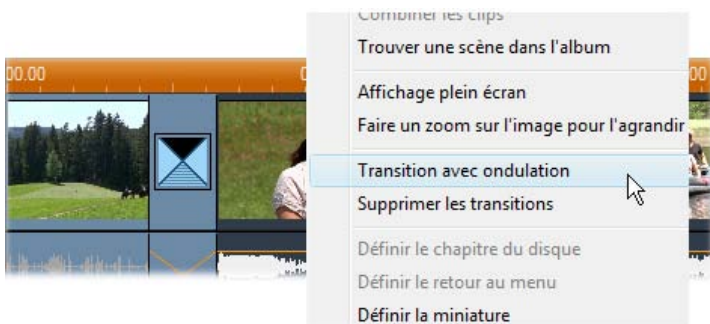 Combiner les clips
Trouver une scène dans l'album
00.00
00
Affichage plein écran
Faire un zoom sur l'image pour l'agrandir
Transition avec ondulation
Supprimer les transitions
Définir le chapitre du disque
Définir le retour au menu
Définir la miniature